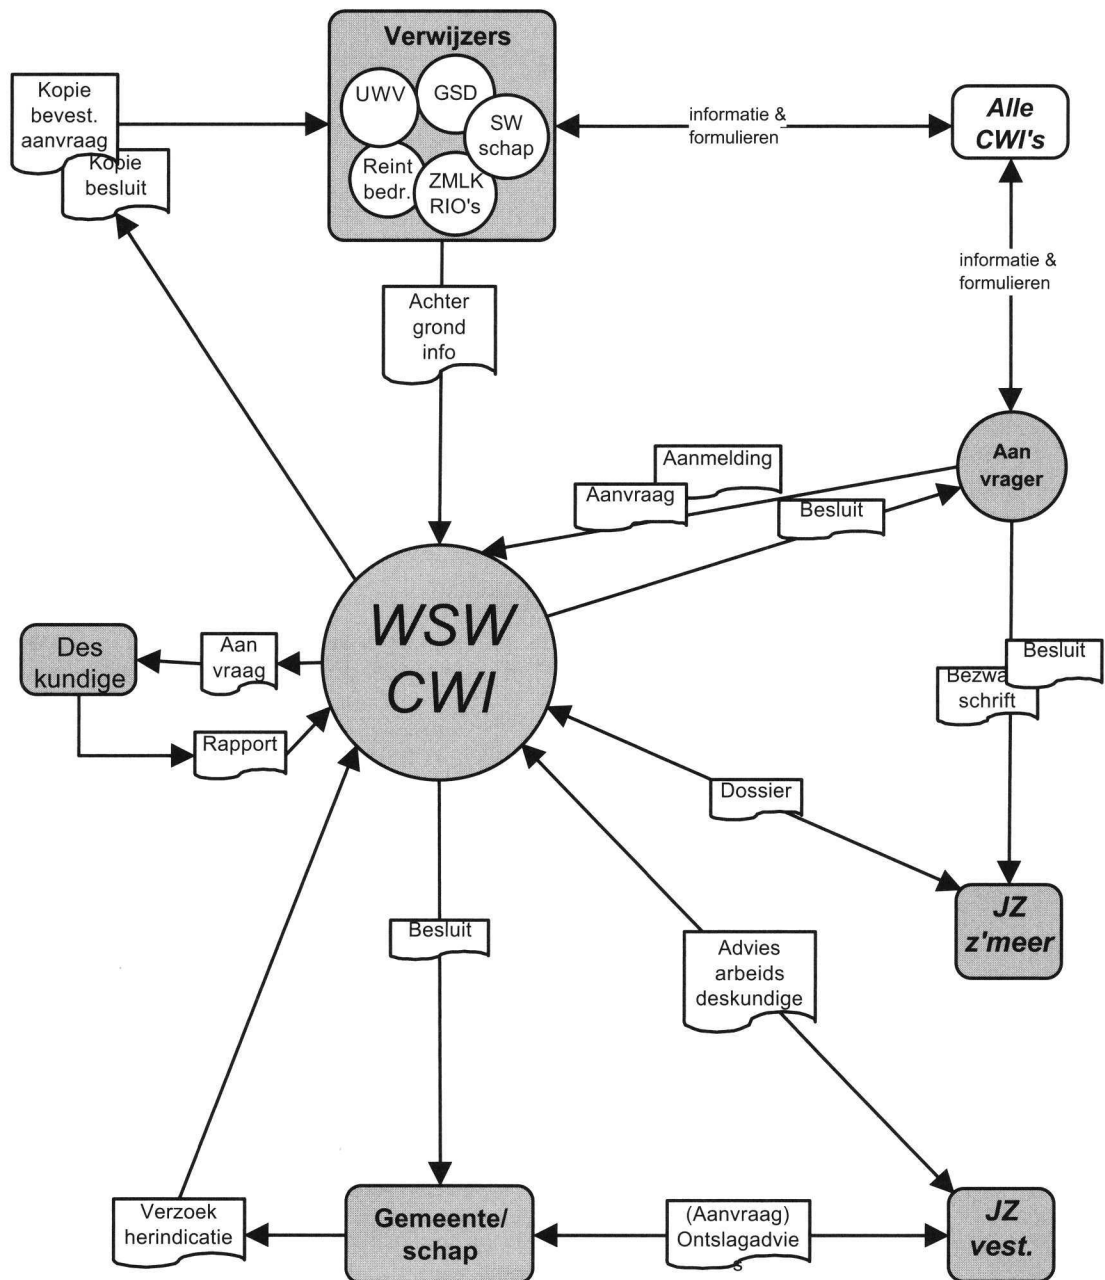 Verwijzers
UWV
GSD
SW
schap
Reint
bedr.
ZMLK
RIO's
Kopie
bevest.
aanvraag
Kopie
besluit
informatie &
formulieren
Alle
CWI's
informatie &
formulieren
Achter
grond
info
Aan
vrager
Aanmelding
Aanvraag
Besluit
WSW
CWI
Des
kundige
Aan
vraag
Rapport
Besluit
Bezwa
schrift
Dossier
JZ
z'meer
Besluit
Advies
arbeids
deskundige
Verzoek
herindicatie
Gemeente/
schap
(Aanvraag)
Ontslagadvie
s
JZ
vest.